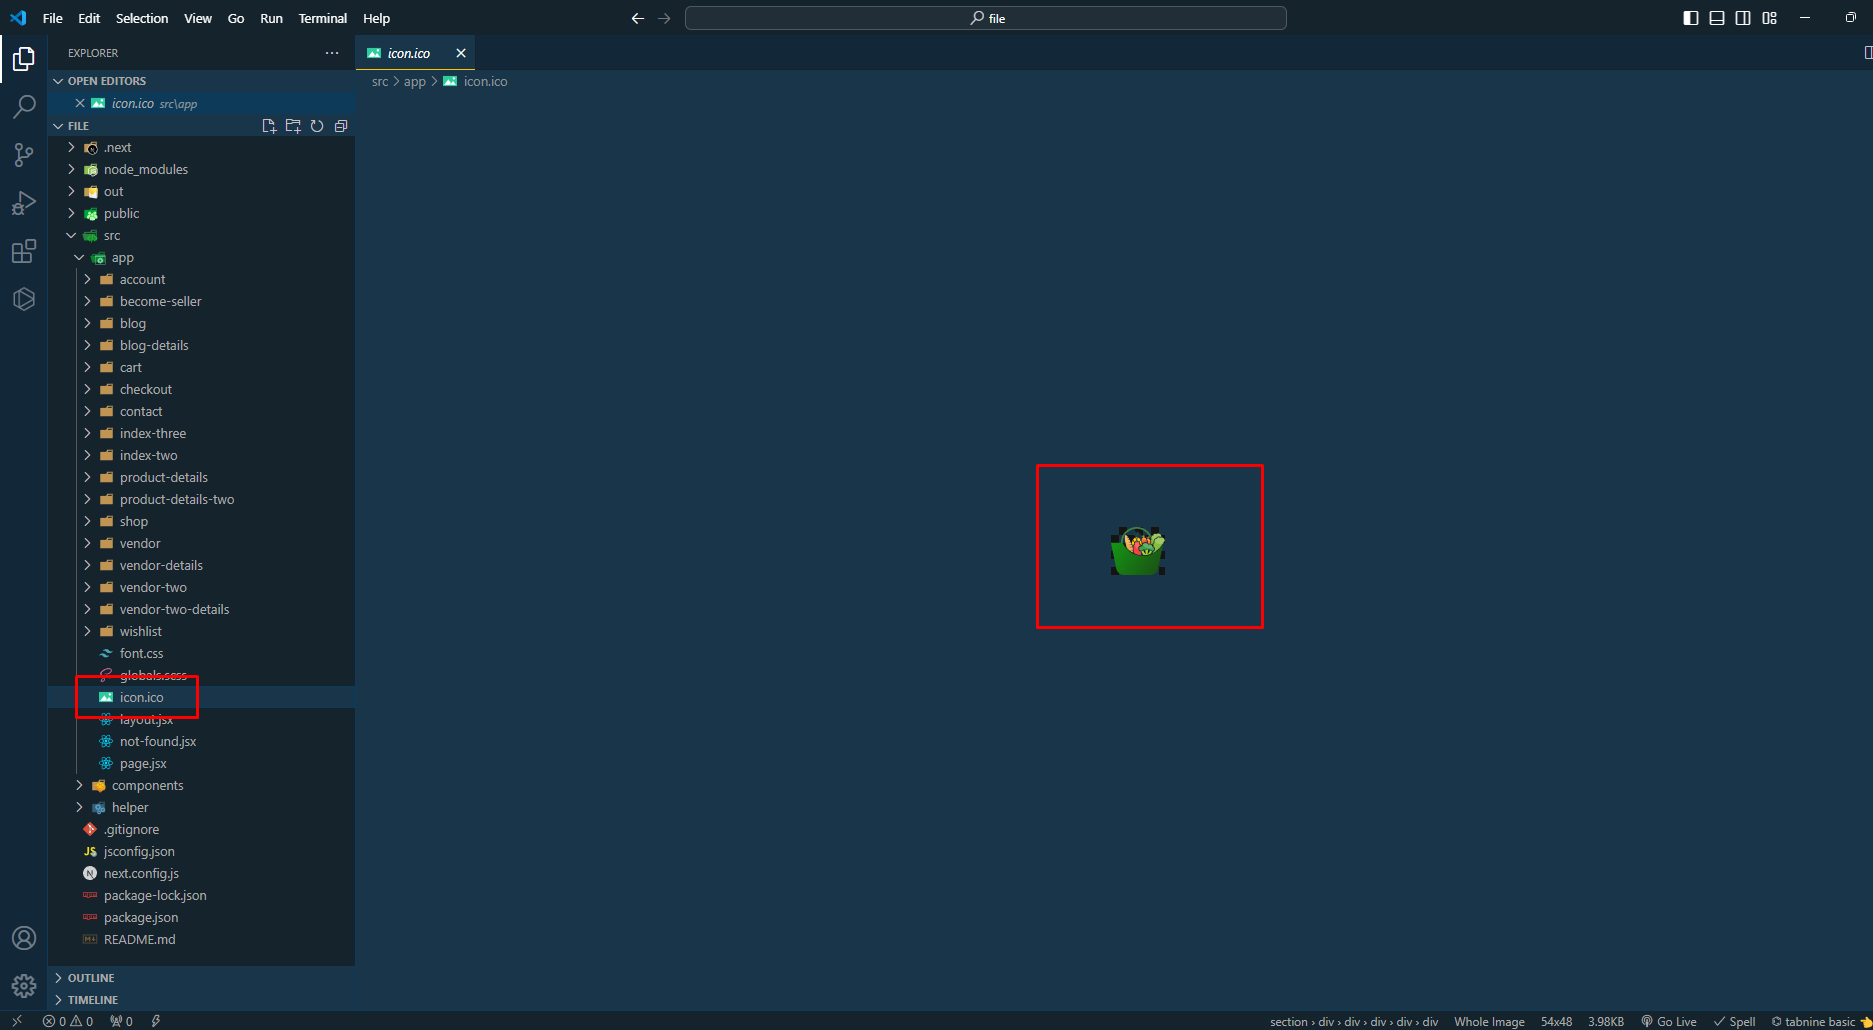 File Edit Selection View Go Run Terminal Help
file
EXPLORER
icon.ico
OPEN EDITORS
icon.ico src\app
src > app > icon.ico
FILE
.next
node_modules
out
public
src
app
account
become-seller
blog
blog-details
cart
checkout
contact
index-three
index-two
product-details
product-details-two
shop
vendor
vendor-details
vendor-two
vendor-two-details
wishlist
font.css
globals.scss
icon.ico
layout.jsx
not-found.jsx
page.jsx
components
helper
.gitignore
JS jsconfig.json
N next.config.js
package-lock.json
package.json
README.md
OUTLINE
TIMELINE
0 0 0 section › div › div › div › div › div Whole Image 54x48 3.98KB Go Live Spell tabnine basic